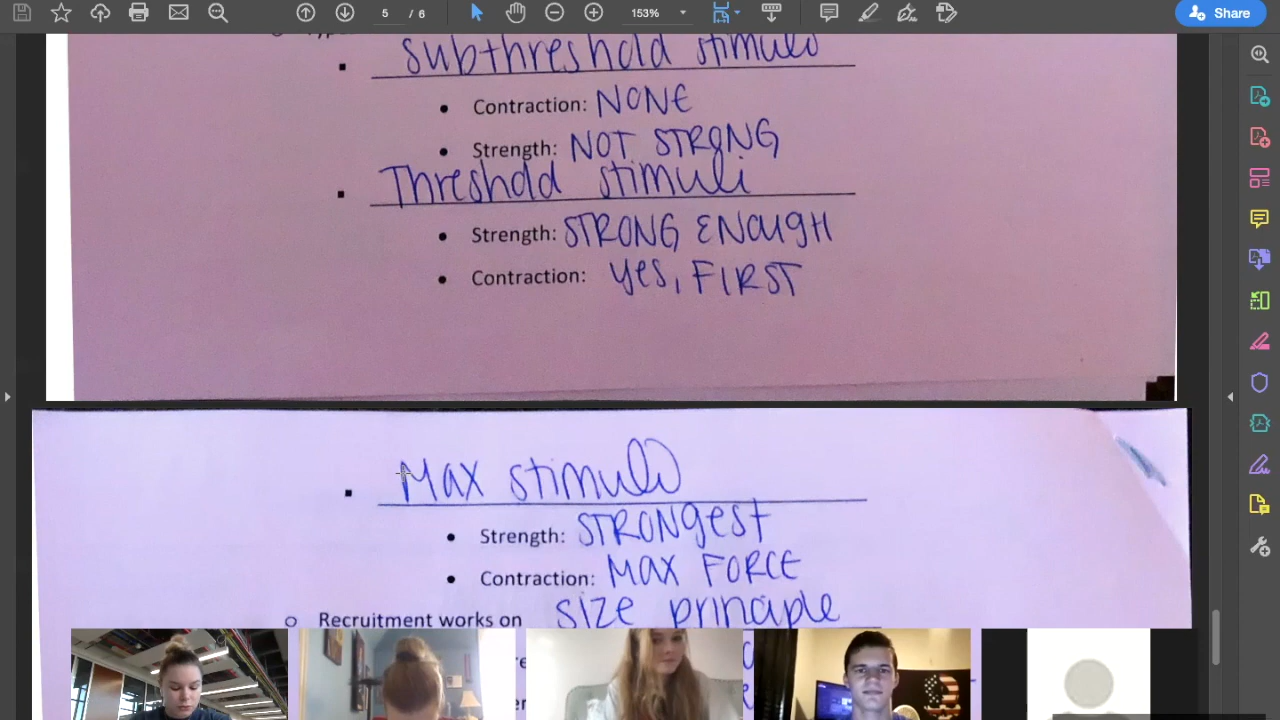 5 / 6
153%
Share
Subthreshold stimuli
Contraction: NONE
Strength: NOT STRONG
Threshold stimuli
Strength: STRONG ENOUGH
Contraction: yes, FIRST
Max stimuli
Strength: STRONgesT
Contraction: MAX FORCE
Recruitment works on size principle